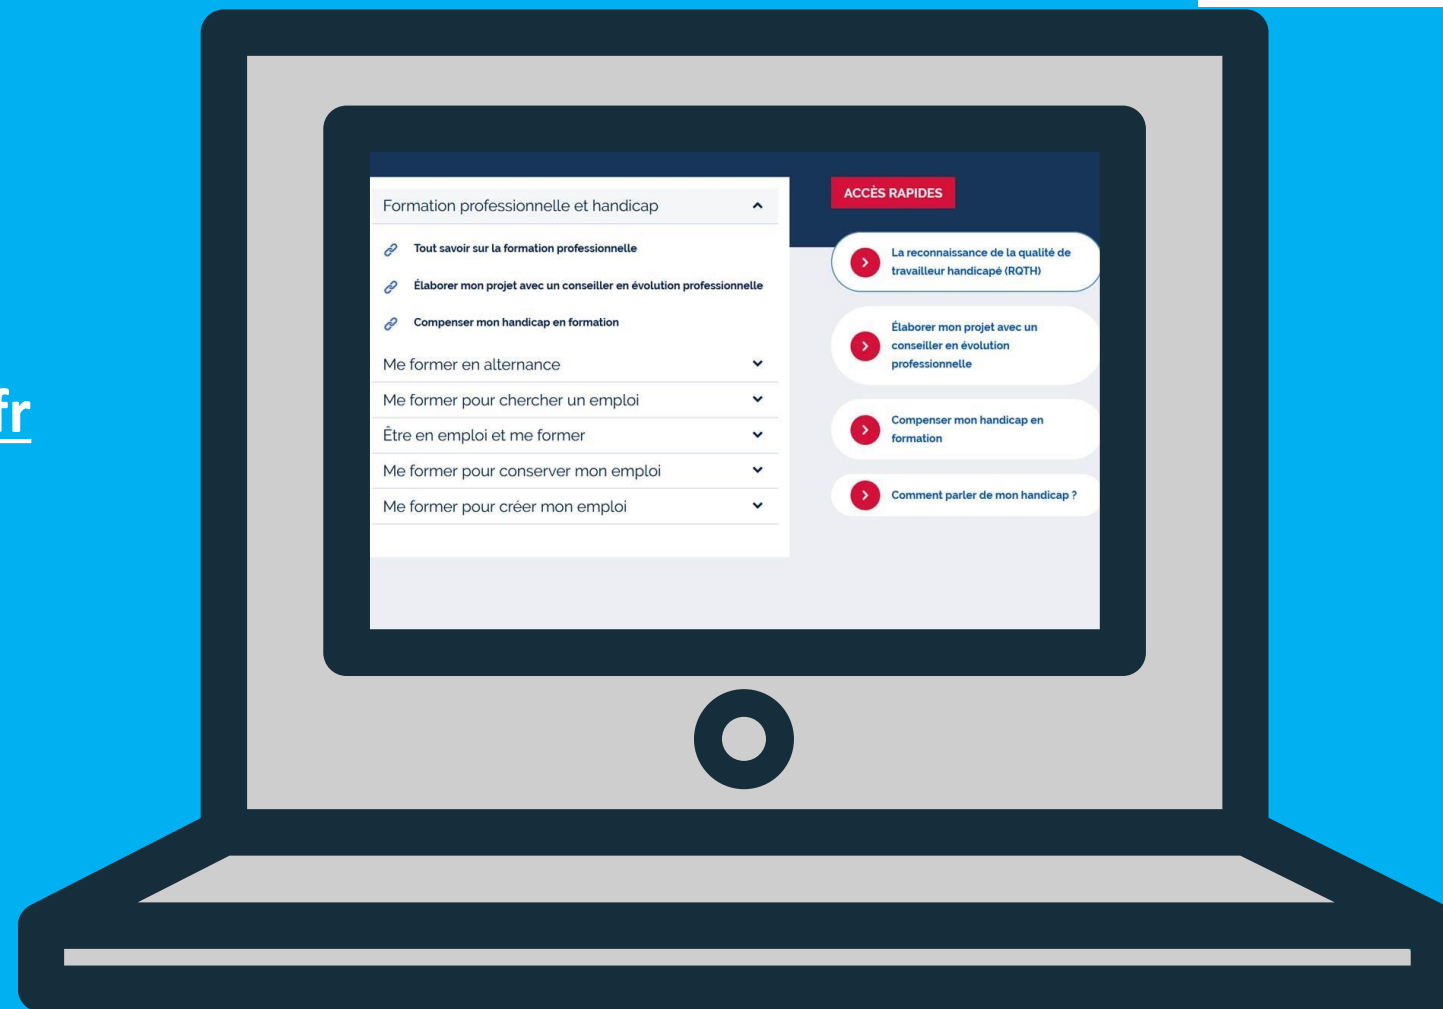 fr
Formation professionnelle et handicap
Tout savoir sur la formation professionnelle
Élaborer mon projet avec un conseiller en évolution professionnelle
Compenser mon handicap en formation
Me former en alternance
Me former pour chercher un emploi
Être en emploi et me former
Me former pour conserver mon emploi
Me former pour créer mon emploi
ACCÈS RAPIDES
La reconnaissance de la qualité de
travailleur handicapé (RQTH)
Élaborer mon projet avec un
conseiller en évolution
professionnelle
Compenser mon handicap en
formation
Comment parler de mon handicap ?